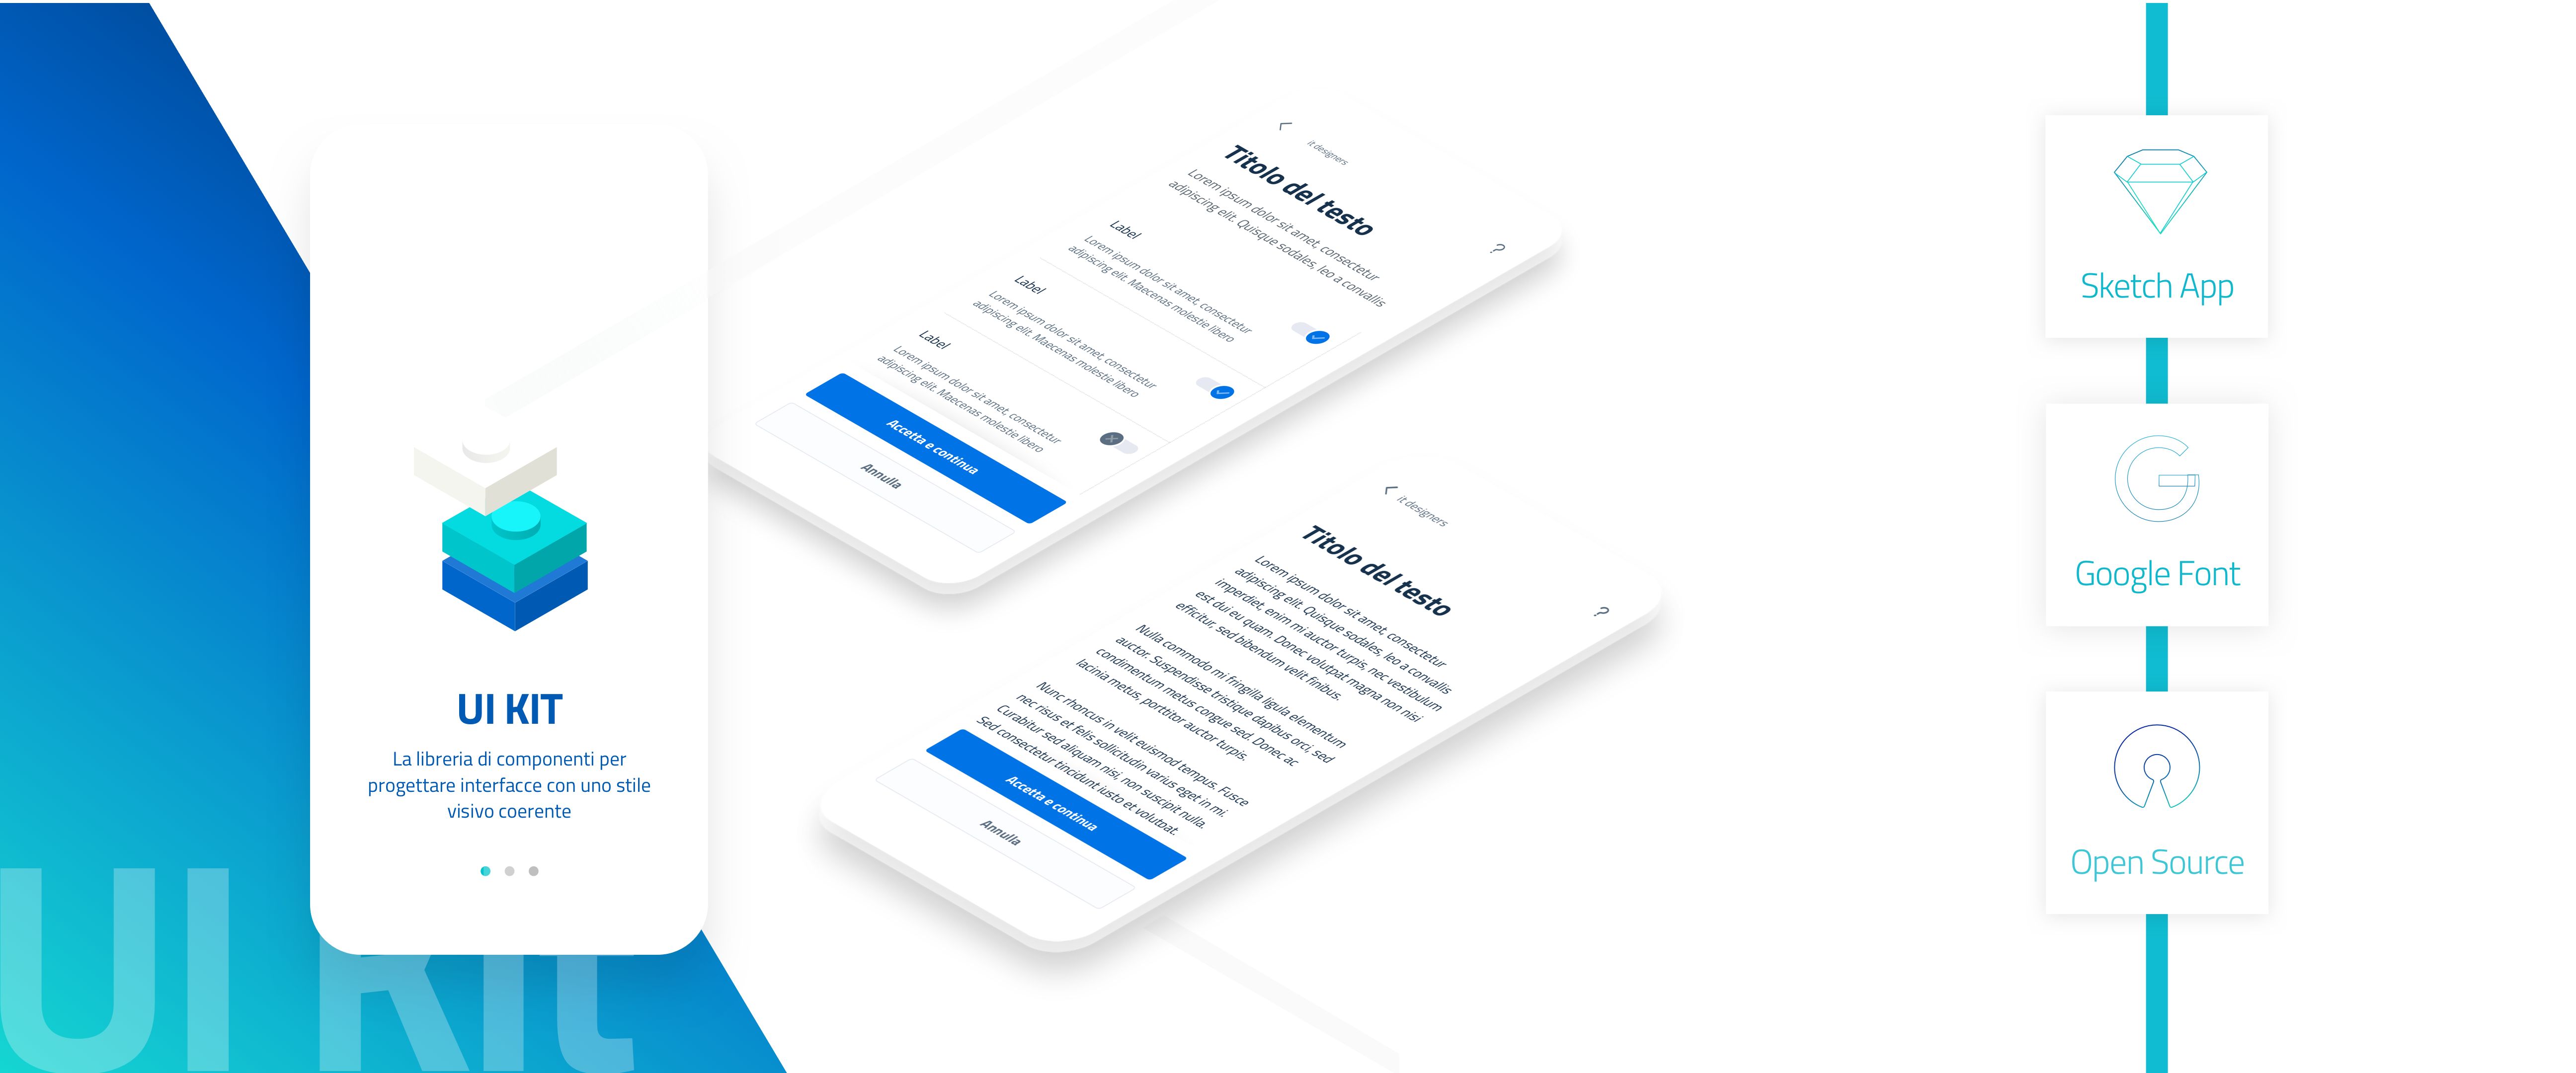 UI Kit
UI KIT
La libreria di componenti per
progettare interfacce con uno stile
visivo coerente
it designers
?
Titolo del testo
Lorem ipsum dolor sit amet, consectetur
adipiscing elit. Quisque sodales, leo a convallis
Label
Lorem ipsum dolor sit amet, consectetur
adipiscing elit. Maecenas molestie libero
Label
Lorem ipsum dolor sit amet, consectetur
adipiscing elit. Maecenas molestie libero
Label
Lorem ipsum dolor sit amet, consectetur
adipiscing elit. Maecenas molestie libero
Accetta e continua
Annulla
it designers
?
Titolo del testo
Lorem ipsum dolor sit amet, consectetur
adipiscing elit. Quisque sodales, leo a convallis
imperdiet, enim mi auctor turpis, nec vestibulum
est dui eu quam. Donec volutpat magna non nisi
efficitur, sed bibendum velit finibus.
Nulla commodo mi fringilla ligula elementum
auctor. Suspendisse tristique dapibus orci, sed
condimentum metus congue sed. Donec ac
lacinia metus, porttitor auctor turpis.
Nunc rhoncus in velit euismod tempus. Fusce
nec risus et felis sollicitudin varius eget in mi.
Curabitur sed aliquam nisi, non suscipit nulla.
Sed consectetur tincidunt justo et volutpat.
Accetta e continua
Annulla
Sketch App
Google Font
Open Source